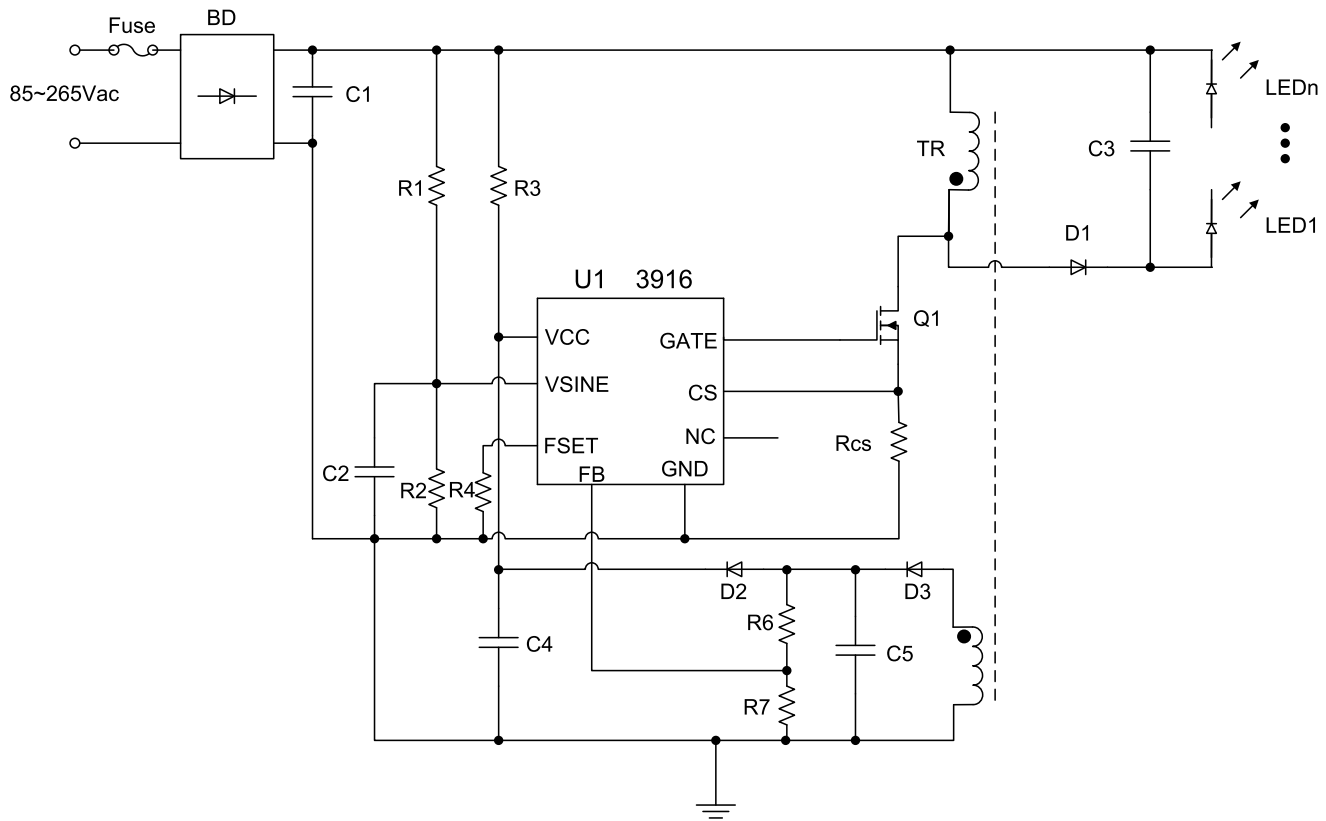 Fuse
BD
85~265Vac
C1
LEDn
TR
C3
R1
R3
LED1
D1
U1 3916
Q1
VCC
GATE
VSINE
CS
FSET
NC
Rcs
C2
R2
R4
FB
GND
D2
D3
R6
C4
C5
R7